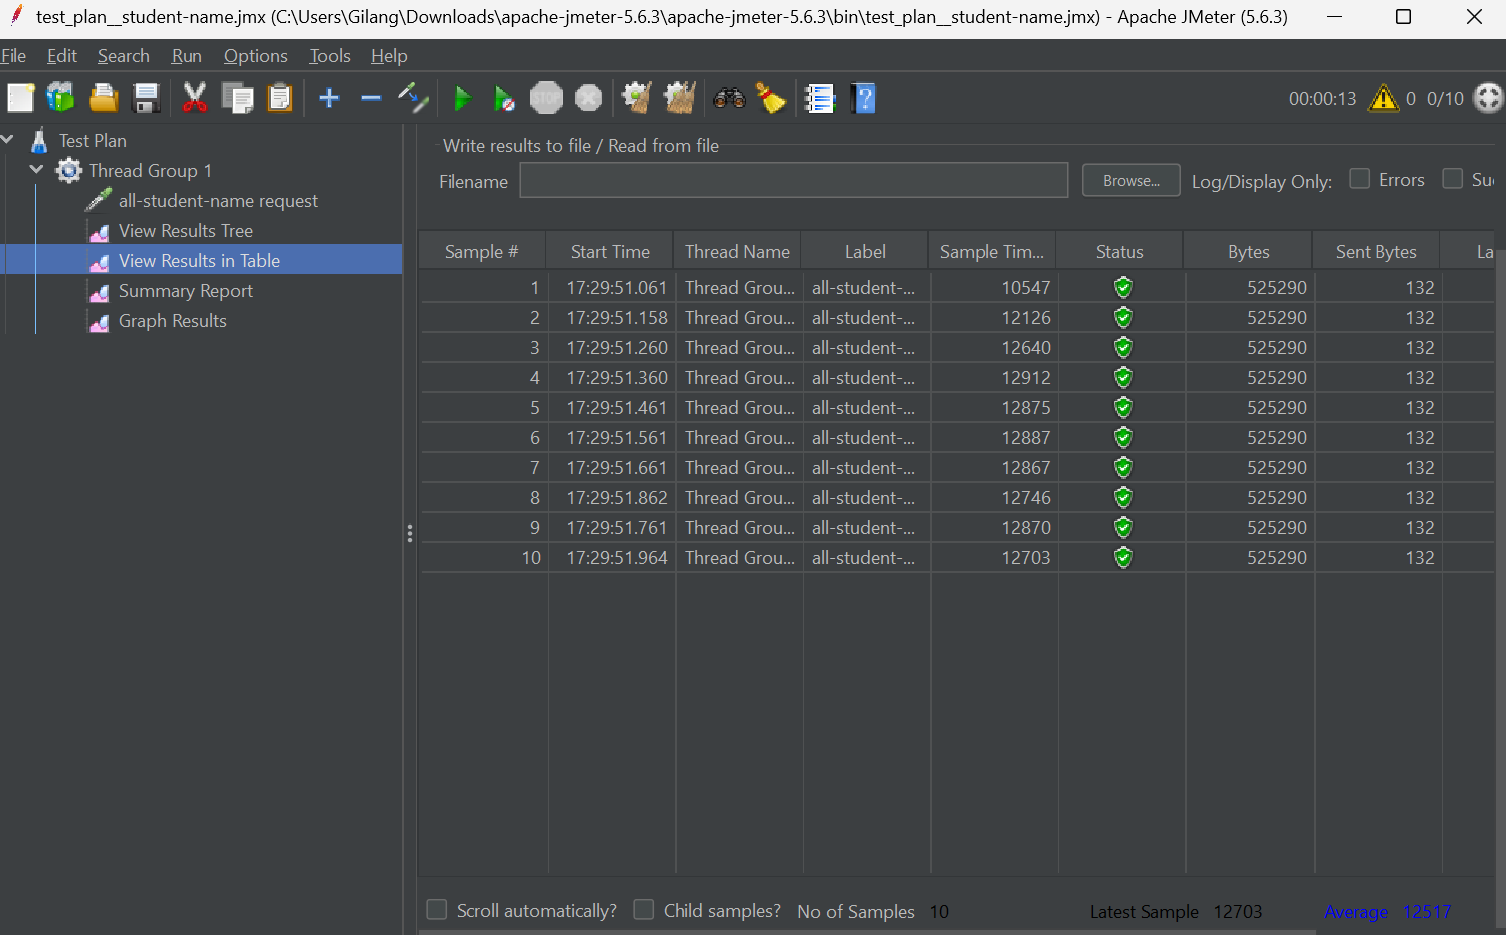 test_plan__student-name.jmx (C:\Users\Gilang\Downloads\apache-jmeter-5.6.3\apache-jmeter-5.6.3\bin\test_plan__student-name.jmx) - Apache JMeter (5.6.3)
File Edit Search Run Options Tools Help
STOP ? 00:00:13 0 0/10
Test Plan
Thread Group 1
all-student-name request
View Results Tree
View Results in Table
Summary Report
Graph Results
Write results to file / Read from file
Filename Browse... Log/Display Only: Errors Suc
Sample # Start Time Thread Name Label Sample Tim... Status Bytes Sent Bytes La
1 17:29:51.061 Thread Grou... all-student-... 10547 525290 132
2 17:29:51.158 Thread Grou... all-student-... 12126 525290 132
3 17:29:51.260 Thread Grou... all-student-... 12640 525290 132
4 17:29:51.360 Thread Grou... all-student-... 12912 525290 132
5 17:29:51.461 Thread Grou... all-student-... 12875 525290 132
6 17:29:51.561 Thread Grou... all-student-... 12887 525290 132
7 17:29:51.661 Thread Grou... all-student-... 12867 525290 132
8 17:29:51.862 Thread Grou... all-student-... 12746 525290 132
9 17:29:51.761 Thread Grou... all-student-... 12870 525290 132
10 17:29:51.964 Thread Grou... all-student-... 12703 525290 132
Scroll automatically? Child samples? No of Samples 10 Latest Sample 12703 Average 12517